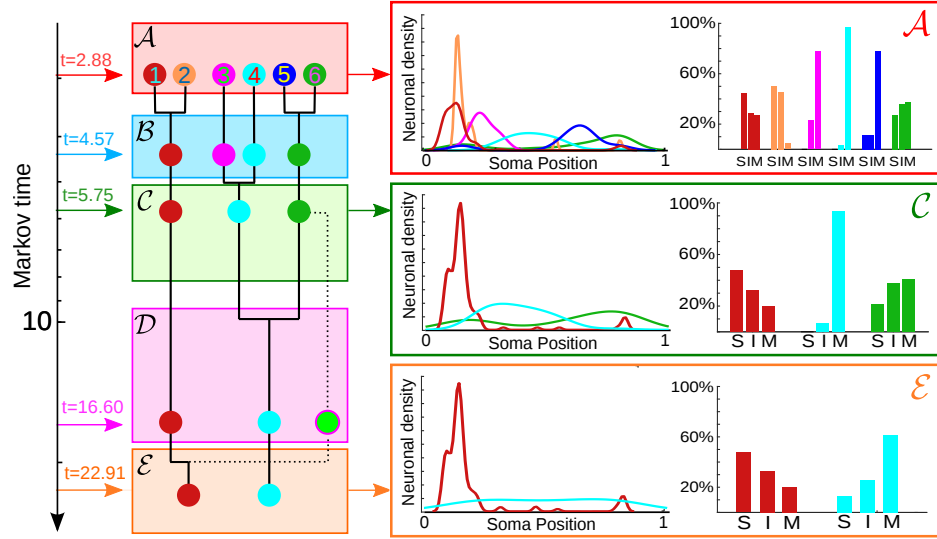 Markov time
10
t=2.88
t=4.57
t=5.75
t=16.60
t=22.91
A
1 2 3 4 5 6
B
C
D
E
Neuronal density
0 Soma Position 1
100%
60%
20%
SIM SIM SIM SIM SIM SIM
A
Neuronal density
0 Soma Position 1
100%
60%
20%
S I M S I M S I M
C
Neuronal density
0 Soma Position 1
100%
60%
20%
S I M S I M
E